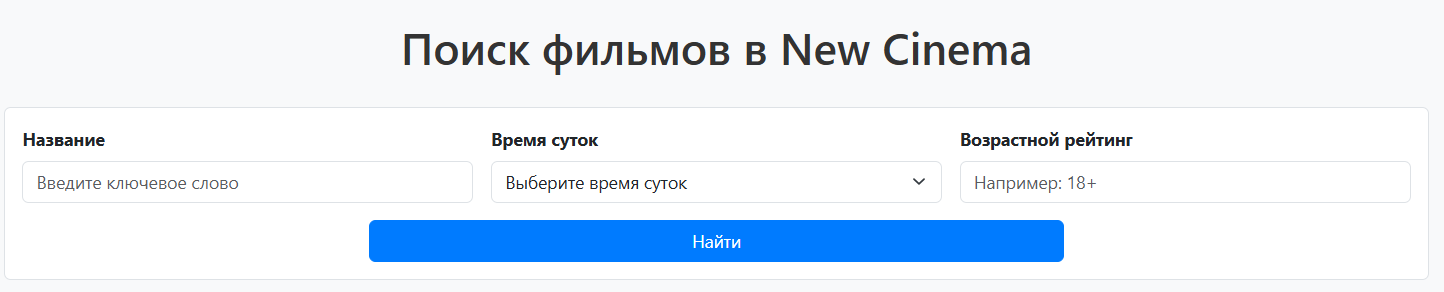 Поиск фильмов в New Cinema
Название
Время суток
Возрастной рейтинг
Введите ключевое слово
Выберите время суток
Например: 18+
Найти